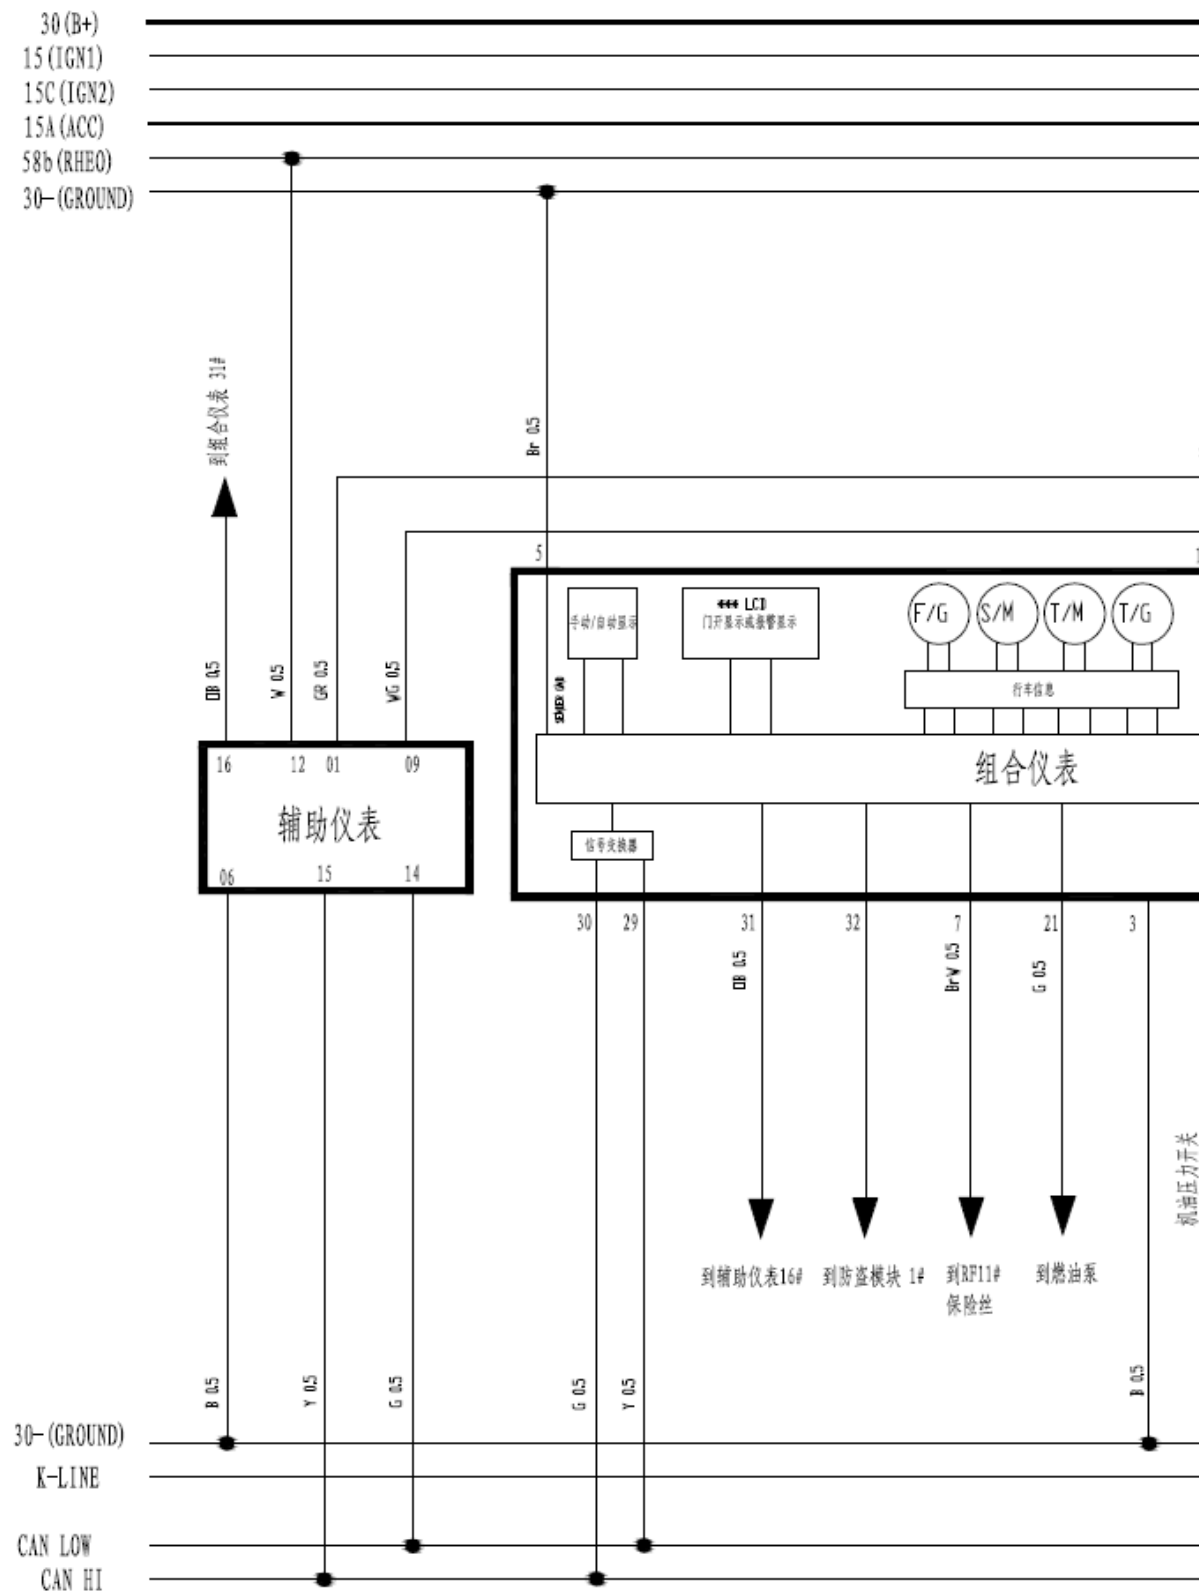 30(B+)
15(IGN1)
15C(IGN2)
15A(ACC)
58b(RHEO)
30-(GROUND)
到组合仪表 31#
Br 0.5
OB 0.5
W 0.5
GR 0.5
WG 0.5
5
1
手动/自动显示
LCD
门开显示或报警显示
F/G
S/M
T/M
T/G
行车信息
SENDER GND
组合仪表
信号变换器
16
12
01
09
辅助仪表
06
15
14
30
29
31
32
7
21
3
OB 0.5
BrW 0.5
G 0.5
机油压力开关
到辅助仪表16#
到防盗模块 1#
到RF11#
保险丝
到燃油泵
B 0.5
Y 0.5
G 0.5
G 0.5
Y 0.5
B 0.5
30-(GROUND)
K-LINE
CAN LOW
CAN HI